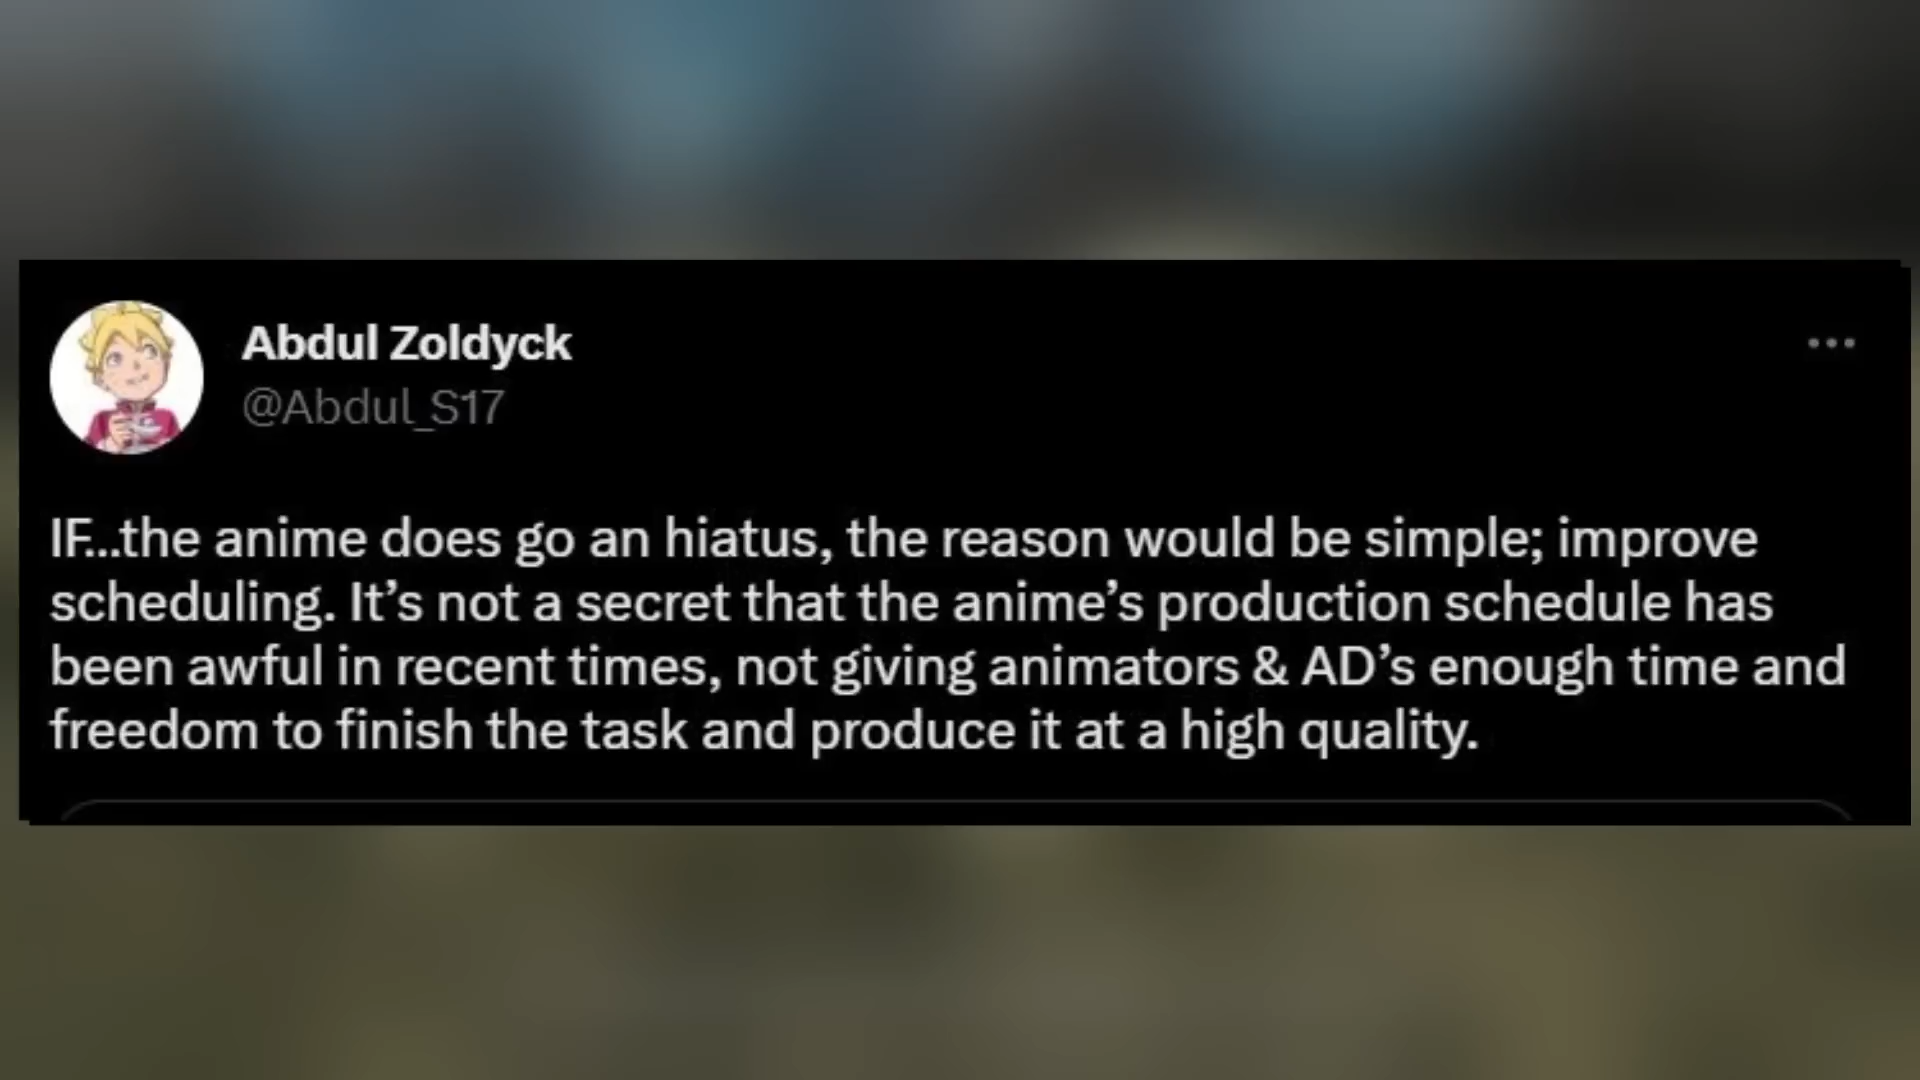 Abdul Zoldyck
@Abdul_S17
IF...the anime does go an hiatus, the reason would be simple; improve
scheduling. It’s not a secret that the anime’s production schedule has
been awful in recent times, not giving animators & AD’s enough time and
freedom to finish the task and produce it at a high quality.